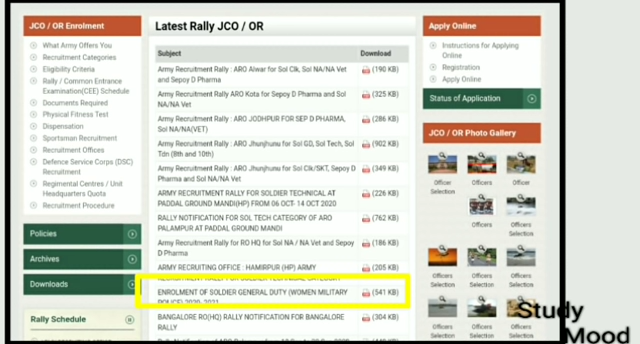 JCO / OR Enrolment
What Army Offers You
Recruitment Categories
Eligibility Criteria
Rally / Common Entrance
Examination(CEE) Schedule
Documents Required
Physical Fitness Test
Dispensation
Sportsman Recruitment
Recruitment Offices
Defence Service Corps (DSC)
Recruitment
Regimental Centres / Unit
Headquarters Quota
Recruitment Procedure
Policies
Archives
Downloads
Rally Schedule
Latest Rally JCO / OR
Subject Download
Army Recruitment Rally : ARO Alwar for Sol Clk, Sol NA/NA Vet (190 KB)
and Sepoy D Pharma
Army Recruitment Rally ARO Kota for Sepoy D Pharma and Sol (325 KB)
NA/NA Vet
Army Recruitment Rally : ARO JODHPUR FOR SEP D PHARMA, (286 KB)
Sol NA/NA(VET)
Army Recruitment Rally : ARO Jhunjhunu for Sol GD, Sol Tech, Sol (902 KB)
Tdn (8th and 10th)
Army Recruitment Rally : ARO Jhunjhunu for Sol Clk/SKT, Sepoy D (349 KB)
Pharma and Sol NA/NA Vet
ARMY RECRUITMENT RALLY FOR SOLDIER TECHNICAL AT (226 KB)
PADDAL GROUND MANDI(HP) FROM 06 OCT- 14 OCT 2020
RALLY NOTIFICATION FOR SOL TECH CATEGORY OF ARO (762 KB)
PALAMPUR AT PADDAL GROUND MANDI
Army Recruitment Rally for RO HQ for Sol NA / NA Vet and Sepoy (186 KB)
D Pharma
ARMY RECRUITING OFFICE : HAMIRPUR (HP) ARMY (205 KB)
RECRUITMENT RALLY FOR SOLDIER TECHNICAL CATEGORY
ENROLMENT OF SOLDIER GENERAL DUTY (WOMEN MILITARY (541 KB)
POLICE) 2020-2021
BANGALORE RO(HQ) RALLY NOTIFICATION FOR BANGALORE (304 KB)
RALLY
Apply Online
Instructions for Applying
Online
Registration
Apply Online
Status of Application
JCO / OR Photo Gallery
Officer
Selection
Officers
Officer
Officers
Officers
Selection
Officers
Selection
Officers
Selection
Officers
Selection
Officers
Selection
Study
Mood